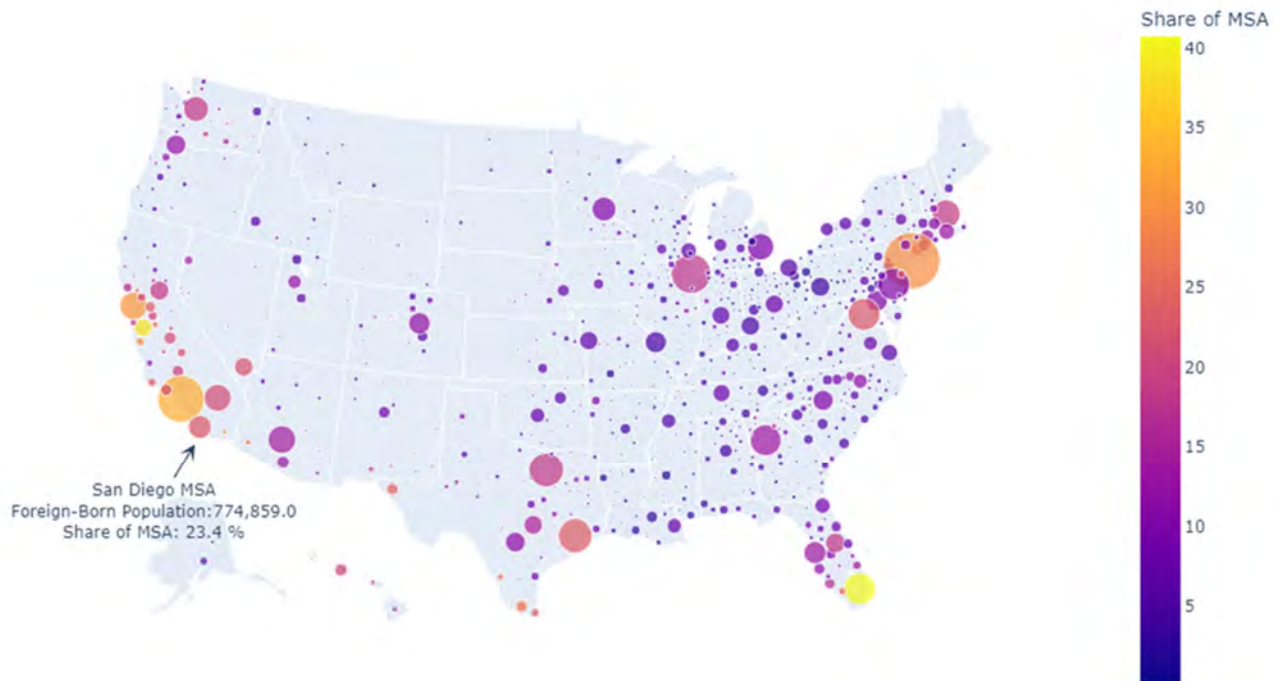 Share of MSA
40
35
30
25
20
15
10
5
San Diego MSA
Foreign-Born Population:774,859.0
Share of MSA: 23.4 %